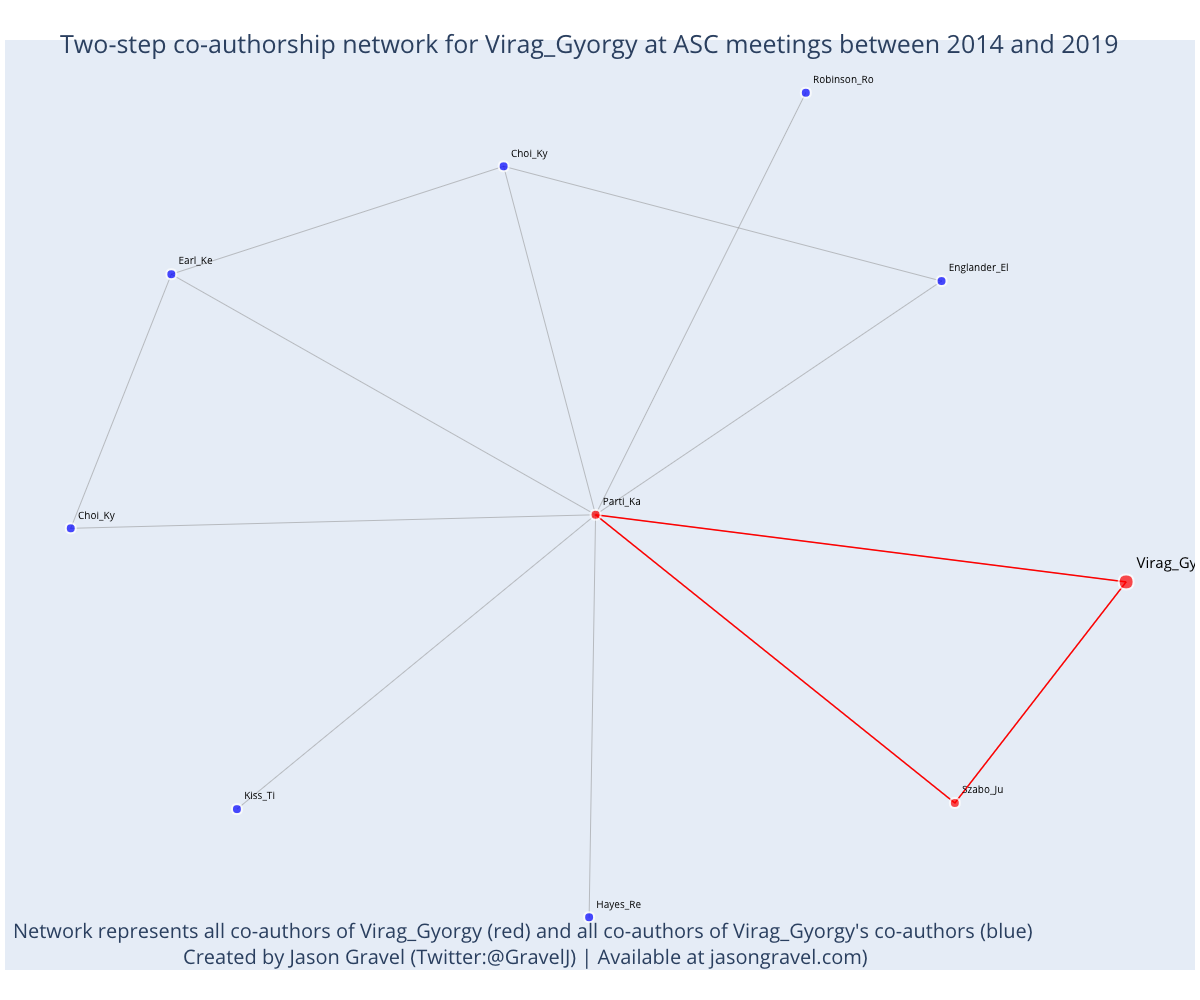 Two-step co-authorship network for Virag_Gyorgy at ASC meetings between 2014 and 2019
Robinson_Ro
Choi_Ky
Earl_Ke
Englander_El
Parti_Ka
Choi_Ky
Virag_Gy
Kiss_Ti
Szabo_Ju
Hayes_Re
Network represents all co-authors of Virag_Gyorgy (red) and all co-authors of Virag_Gyorgy's co-authors (blue)
Created by Jason Gravel (Twitter:@GravelJ) | Available at jasongravel.com)